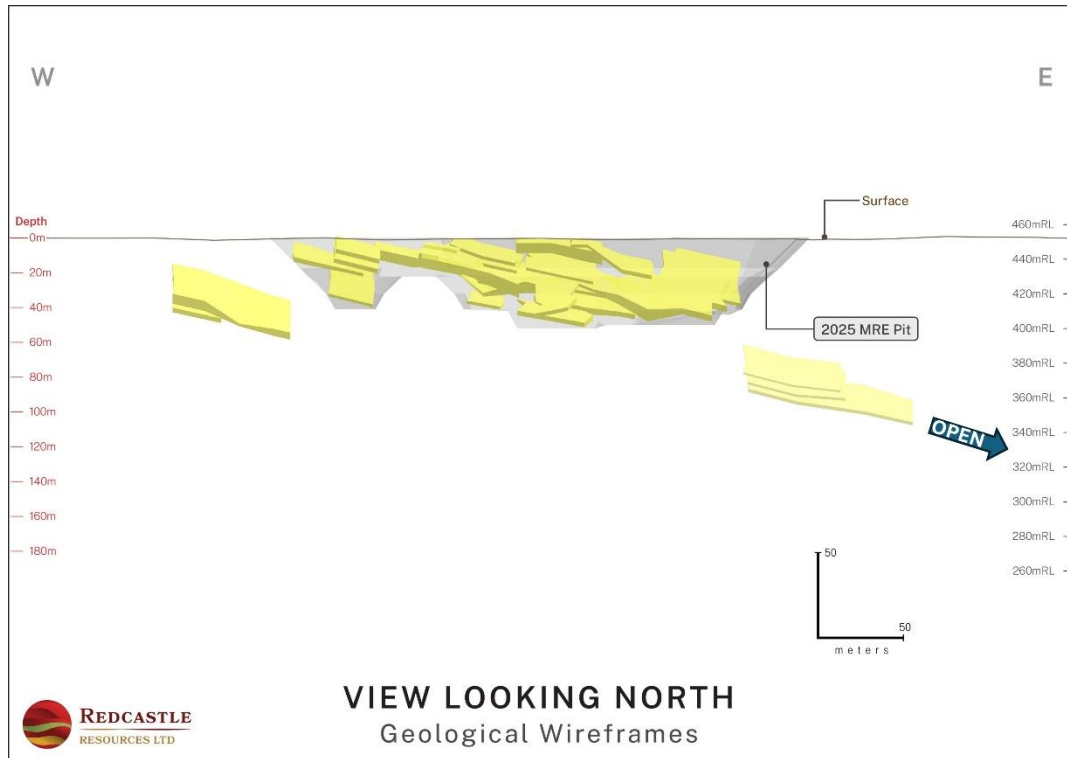 W
E
Surface
Depth
0m
20m
40m
60m
80m
100m
120m
140m
160m
180m
460mRL
440mRL
420mRL
400mRL
380mRL
360mRL
340mRL
320mRL
300mRL
280mRL
260mRL
2025 MRE Pit
OPEN
50
50
meters
VIEW LOOKING NORTH
Geological Wireframes
REDCASTLE
RESOURCES LTD